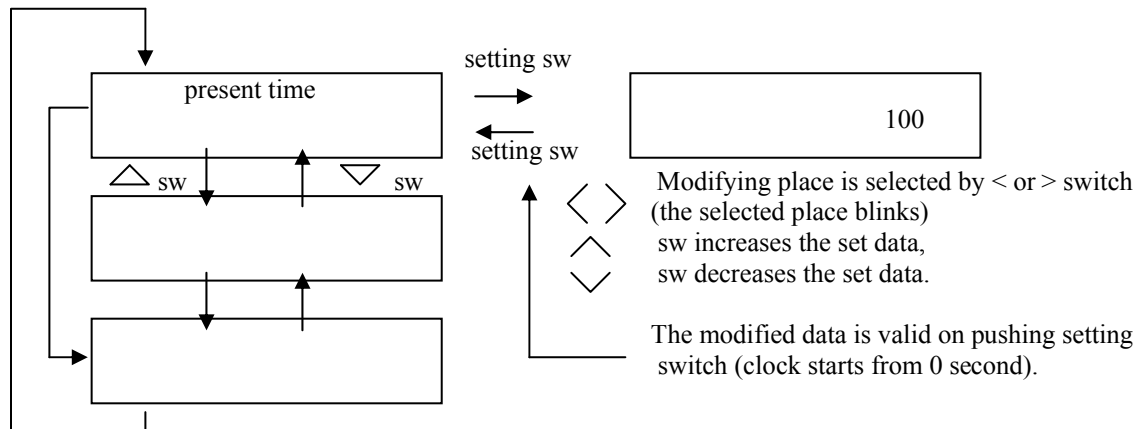 setting sw
present time
100
setting sw
sw
sw
Modifying place is selected by < or > switch
(the selected place blinks)
sw increases the set data,
sw decreases the set data.
The modified data is valid on pushing setting
switch (clock starts from 0 second).